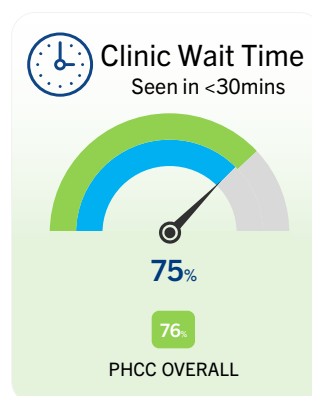 Clinic Wait Time
Seen in <30mins
75%
76%
PHCC OVERALL